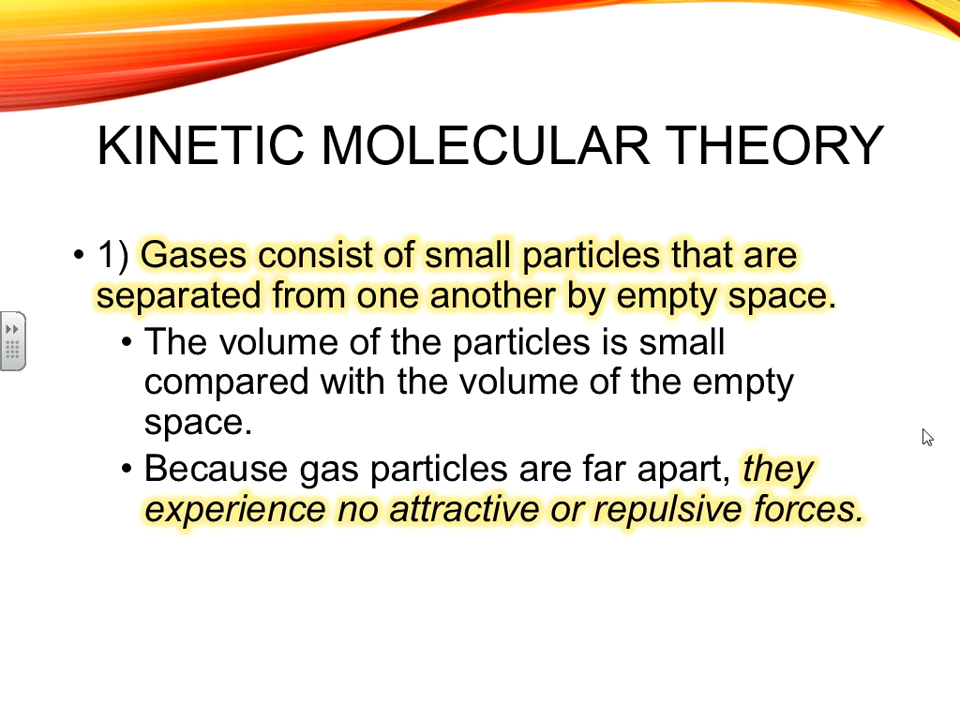 KINETIC MOLECULAR THEORY
• 1) Gases consist of small particles that are
separated from one another by empty space.
• The volume of the particles is small
compared with the volume of the empty
space.
• Because gas particles are far apart, they
experience no attractive or repulsive forces.